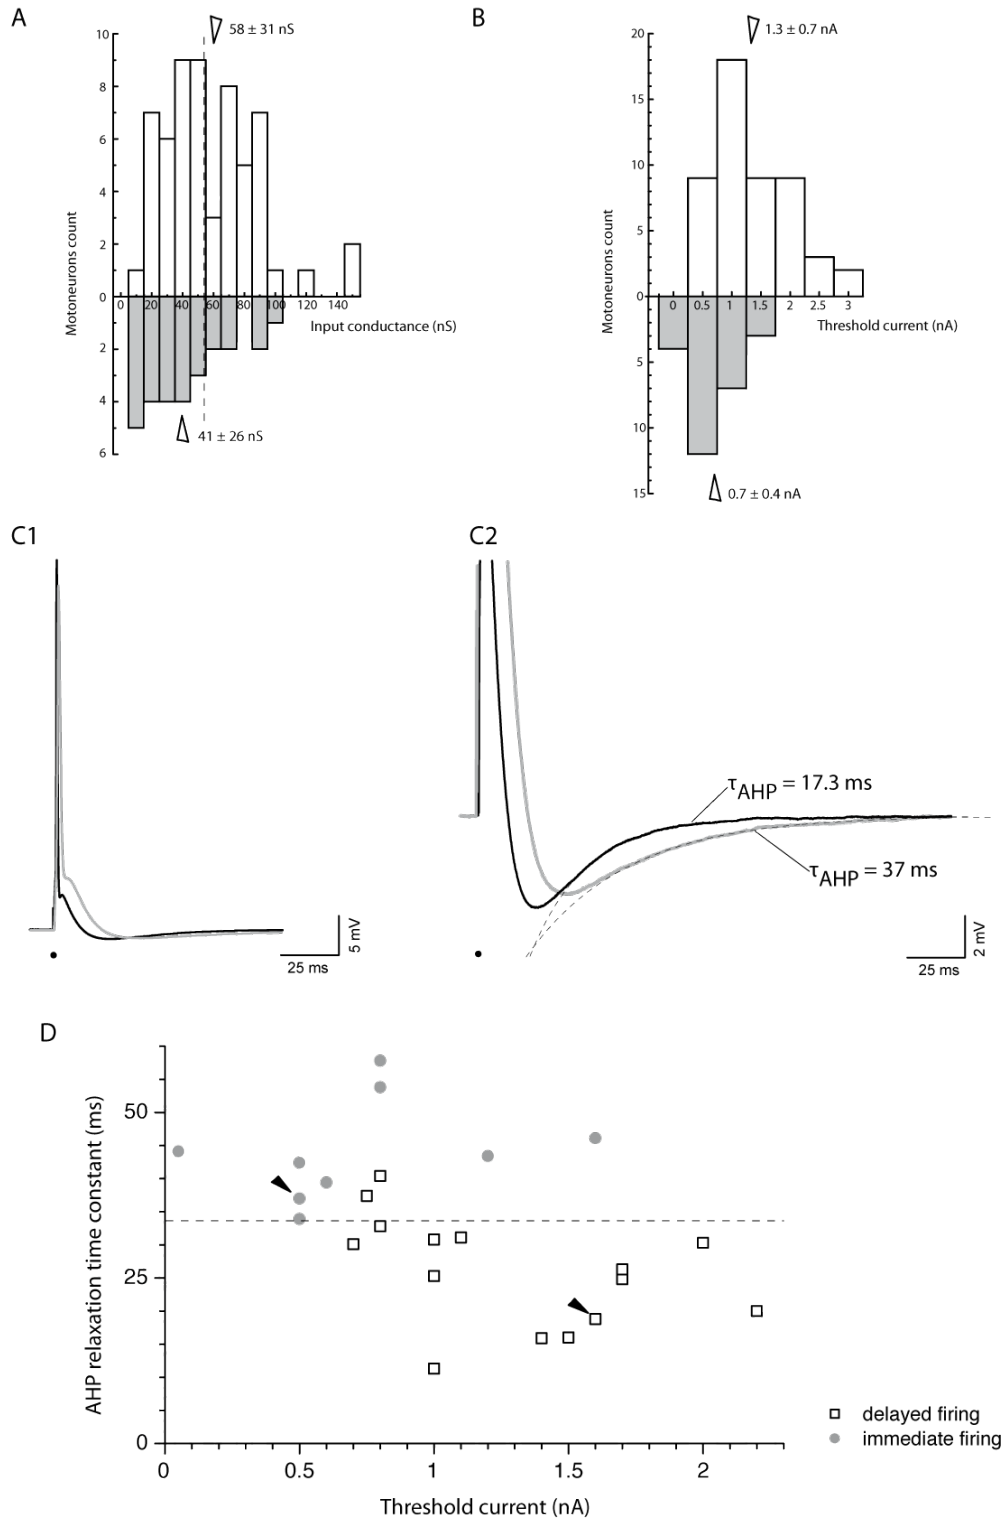 A
58 ± 31 nS
10
8
6
4
2
0
2
4
6
Motoneurons count
0 20 40 60 80 100 120 140
Input conductance (nS)
41 ± 26 nS
B
1.3 ± 0.7 nA
20
15
10
5
0
5
10
15
Motoneurons count
0 0.5 1 1.5 2 2.5 3
Threshold current (nA)
0.7 ± 0.4 nA
C1
5 mV
25 ms
C2
τAHP = 17.3 ms
τAHP = 37 ms
2 mV
25 ms
D
AHP relaxation time constant (ms)
50
25
0
0 0.5 1 1.5 2
Threshold current (nA)
delayed firing
immediate firing